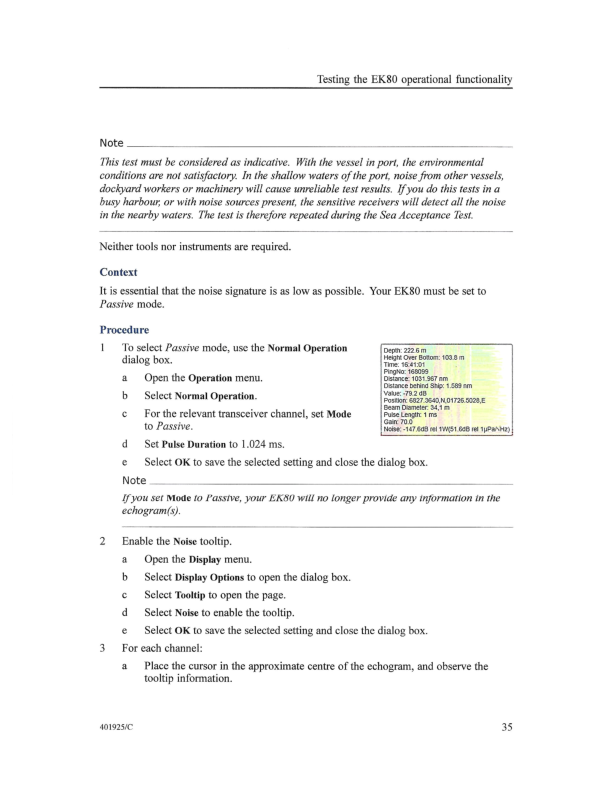 Testing the EK80 operational functionality
Note
This test must be considered as indicative. With the vessel in port, the environmental
conditions are not satisfactory. In the shallow waters of the port, noise from other vessels,
dockyard workers or machinery will cause unreliable test results. If you do this tests in a
busy harbour, or with noise sources present, the sensitive receivers will detect all the noise
in the nearby waters. The test is therefore repeated during the Sea Acceptance Test.
Neither tools nor instruments are required.
Context
It is essential that the noise signature is as low as possible. Your EK80 must be set to
Passive mode.
Procedure
1 To select Passive mode, use the Normal Operation
dialog box.
a Open the Operation menu.
b Select Normal Operation.
c For the relevant transceiver channel, set Mode
to Passive.
Depth: 222.6 m
Height Over Bottom: 103.8 m
Time: 16:41:01
PingNo: 168099
Distance: 1031.967 nm
Distance behind Ship: 1.589 nm
Value: -79.2 dB
Position: 6827.3640,N,01726.5028,E
Beam Diameter: 34,1 m
Pulse Length: 1 ms
Gain: 70.0
Noise: -147.6dB rel 1W(51.6dB rel 1µPa/√Hz)
d Set Pulse Duration to 1.024 ms.
e Select OK to save the selected setting and close the dialog box.
Note
If you set Mode to Passive, your EK80 will no longer provide any information in the
echogram(s).
2 Enable the Noise tooltip.
a Open the Display menu.
b Select Display Options to open the dialog box.
c Select Tooltip to open the page.
d Select Noise to enable the tooltip.
e Select OK to save the selected setting and close the dialog box.
3 For each channel:
a Place the cursor in the approximate centre of the echogram, and observe the
tooltip information.
401925/C
35